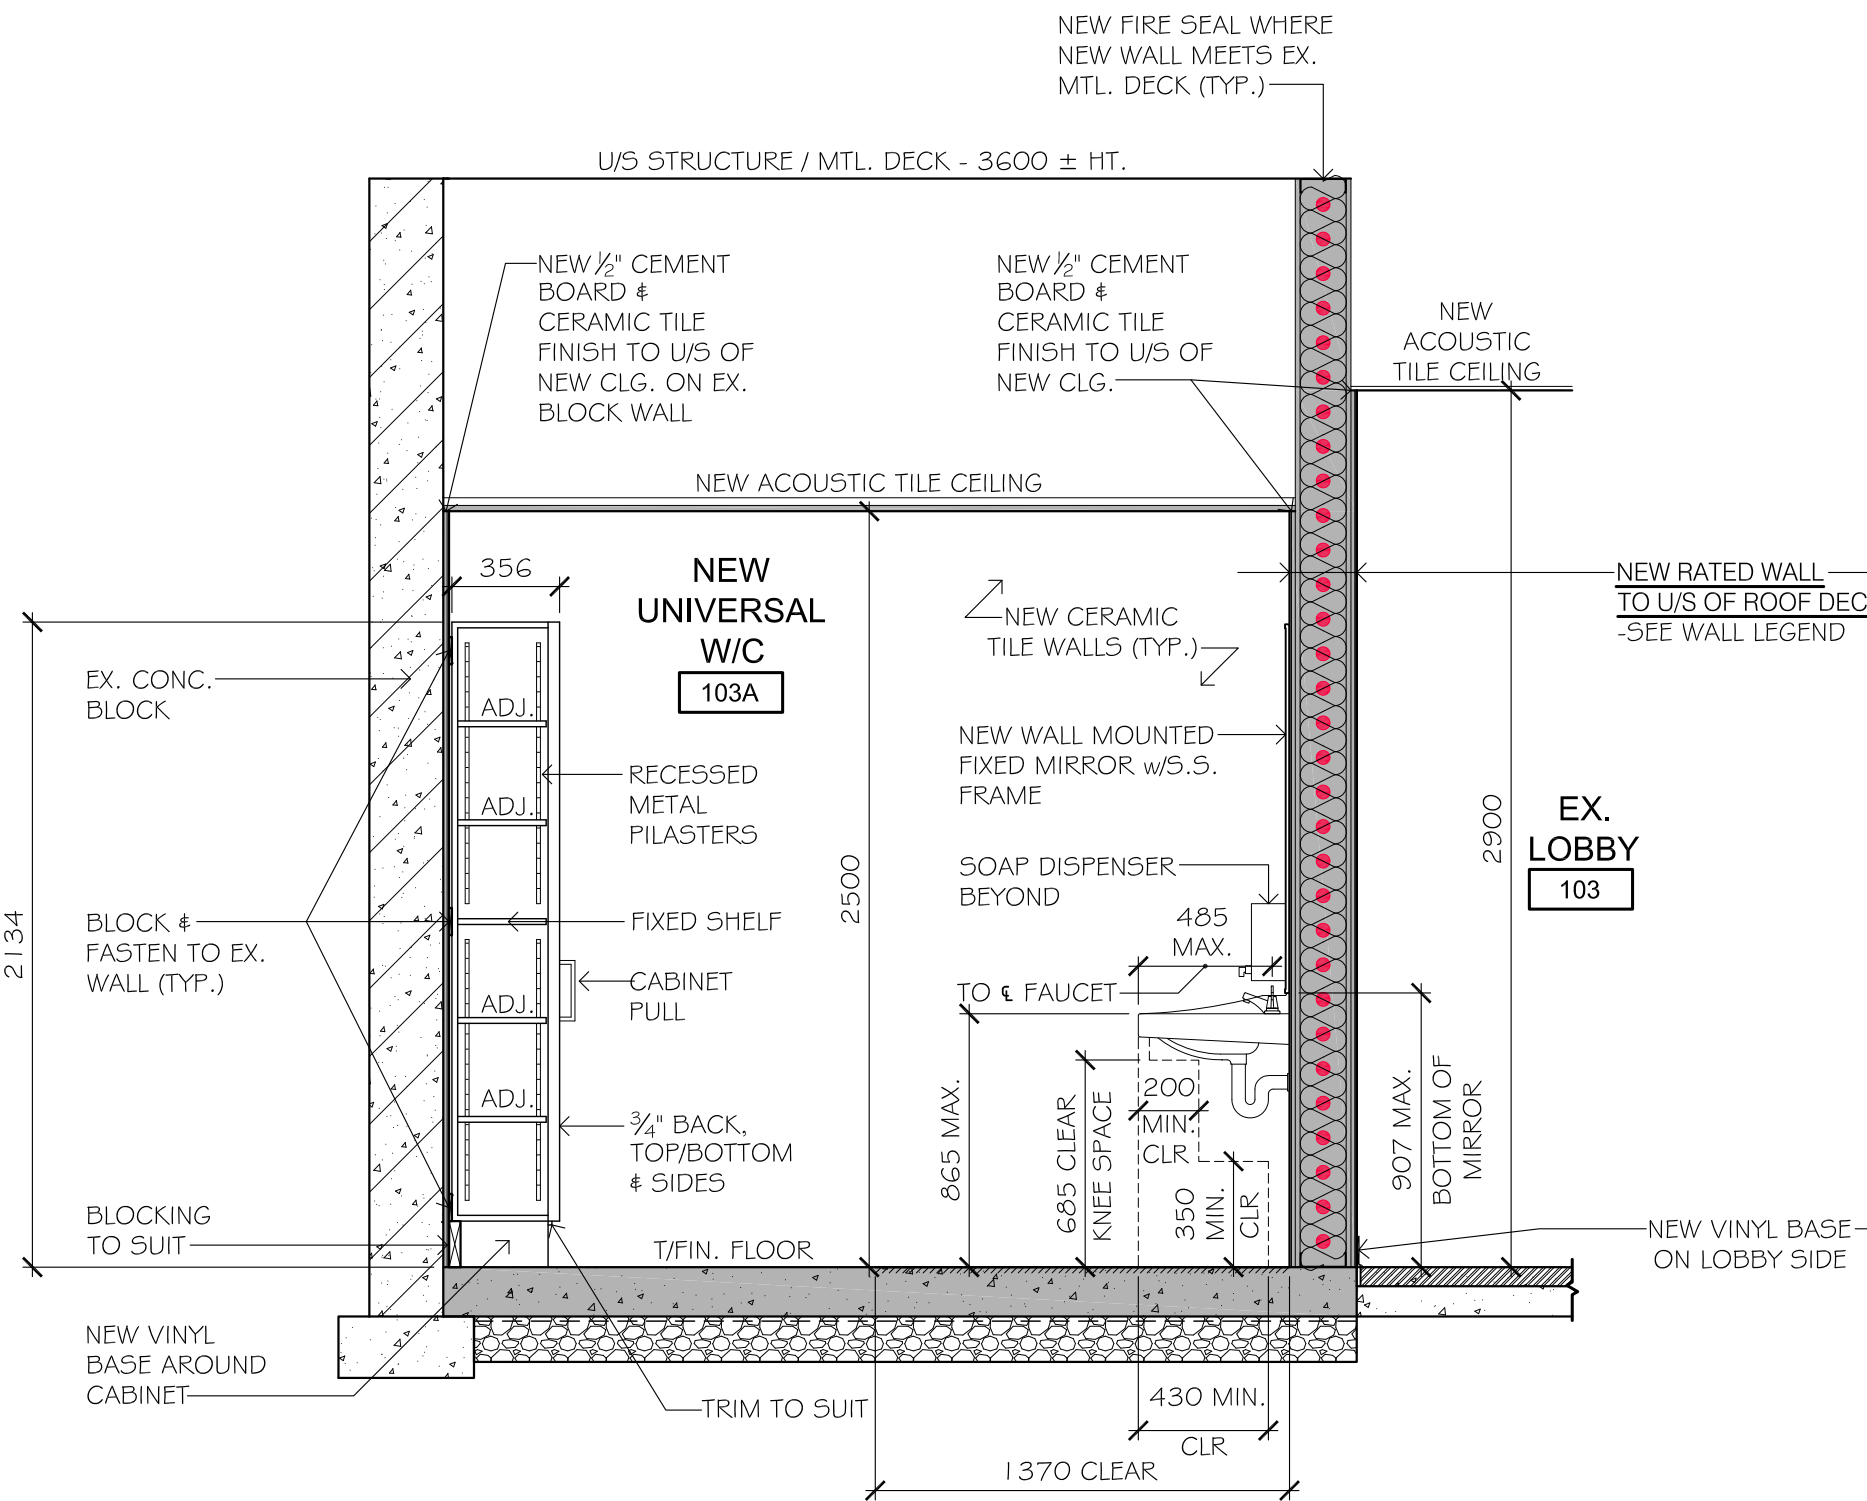 NEW FIRE SEAL WHERE
NEW WALL MEETS EX.
MTL. DECK (TYP.)
U/S STRUCTURE / MTL. DECK - 3600 ± HT.
NEW ½" CEMENT
BOARD &
CERAMIC TILE
FINISH TO U/S OF
NEW CLG. ON EX.
BLOCK WALL
NEW ½" CEMENT
BOARD &
CERAMIC TILE
FINISH TO U/S OF
NEW CLG.
NEW
ACOUSTIC
TILE CEILING
NEW ACOUSTIC TILE CEILING
356
NEW
UNIVERSAL
W/C
103A
NEW CERAMIC
TILE WALLS (TYP.)
NEW RATED WALL
TO U/S OF ROOF DEC
-SEE WALL LEGEND
EX. CONC.
BLOCK
ADJ.
RECESSED
METAL
PILASTERS
ADJ.
NEW WALL MOUNTED
FIXED MIRROR w/S.S.
FRAME
2900
EX.
LOBBY
103
2134
BLOCK &
FASTEN TO EX.
WALL (TYP.)
FIXED SHELF
CABINET
PULL
ADJ.
2500
SOAP DISPENSER
BEYOND
485
MAX.
TO ℄ FAUCET
ADJ.
¾" BACK,
TOP/BOTTOM
& SIDES
865 MAX.
685 CLEAR
KNEE SPACE
200
MIN.
CLR
350
MIN.
CLR
907 MAX.
BOTTOM OF
MIRROR
BLOCKING
TO SUIT
T/FIN. FLOOR
NEW VINYL BASE
ON LOBBY SIDE
NEW VINYL
BASE AROUND
CABINET
TRIM TO SUIT
430 MIN.
CLR
1370 CLEAR